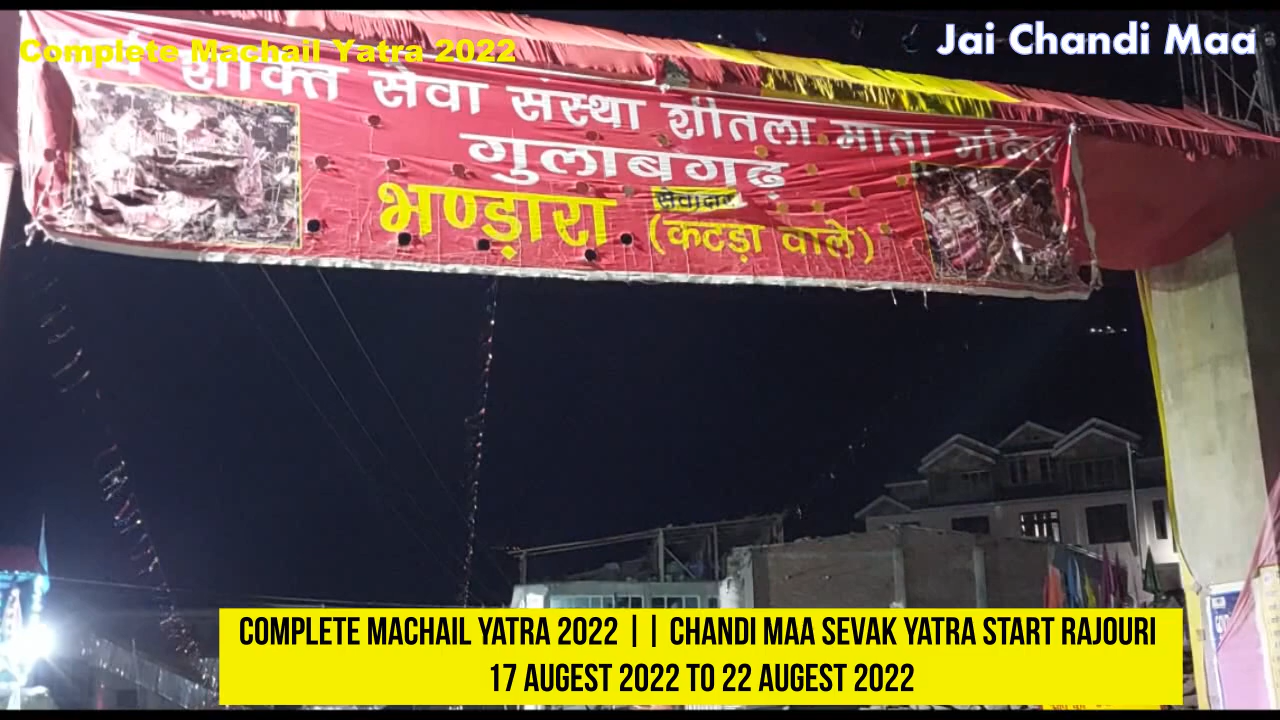 Complete Machail Yatra 2022
Jai Chandi Maa
शक्ति सेवा संस्था शीतला माता मन्दिर
गुलाबगढ़
भण्डारा
सेवादार
(कटड़ा वाले)
COMPLETE MACHAIL YATRA 2022 || CHANDI MAA SEVAK YATRA START RAJOURI
17 AUGEST 2022 TO 22 AUGEST 2022